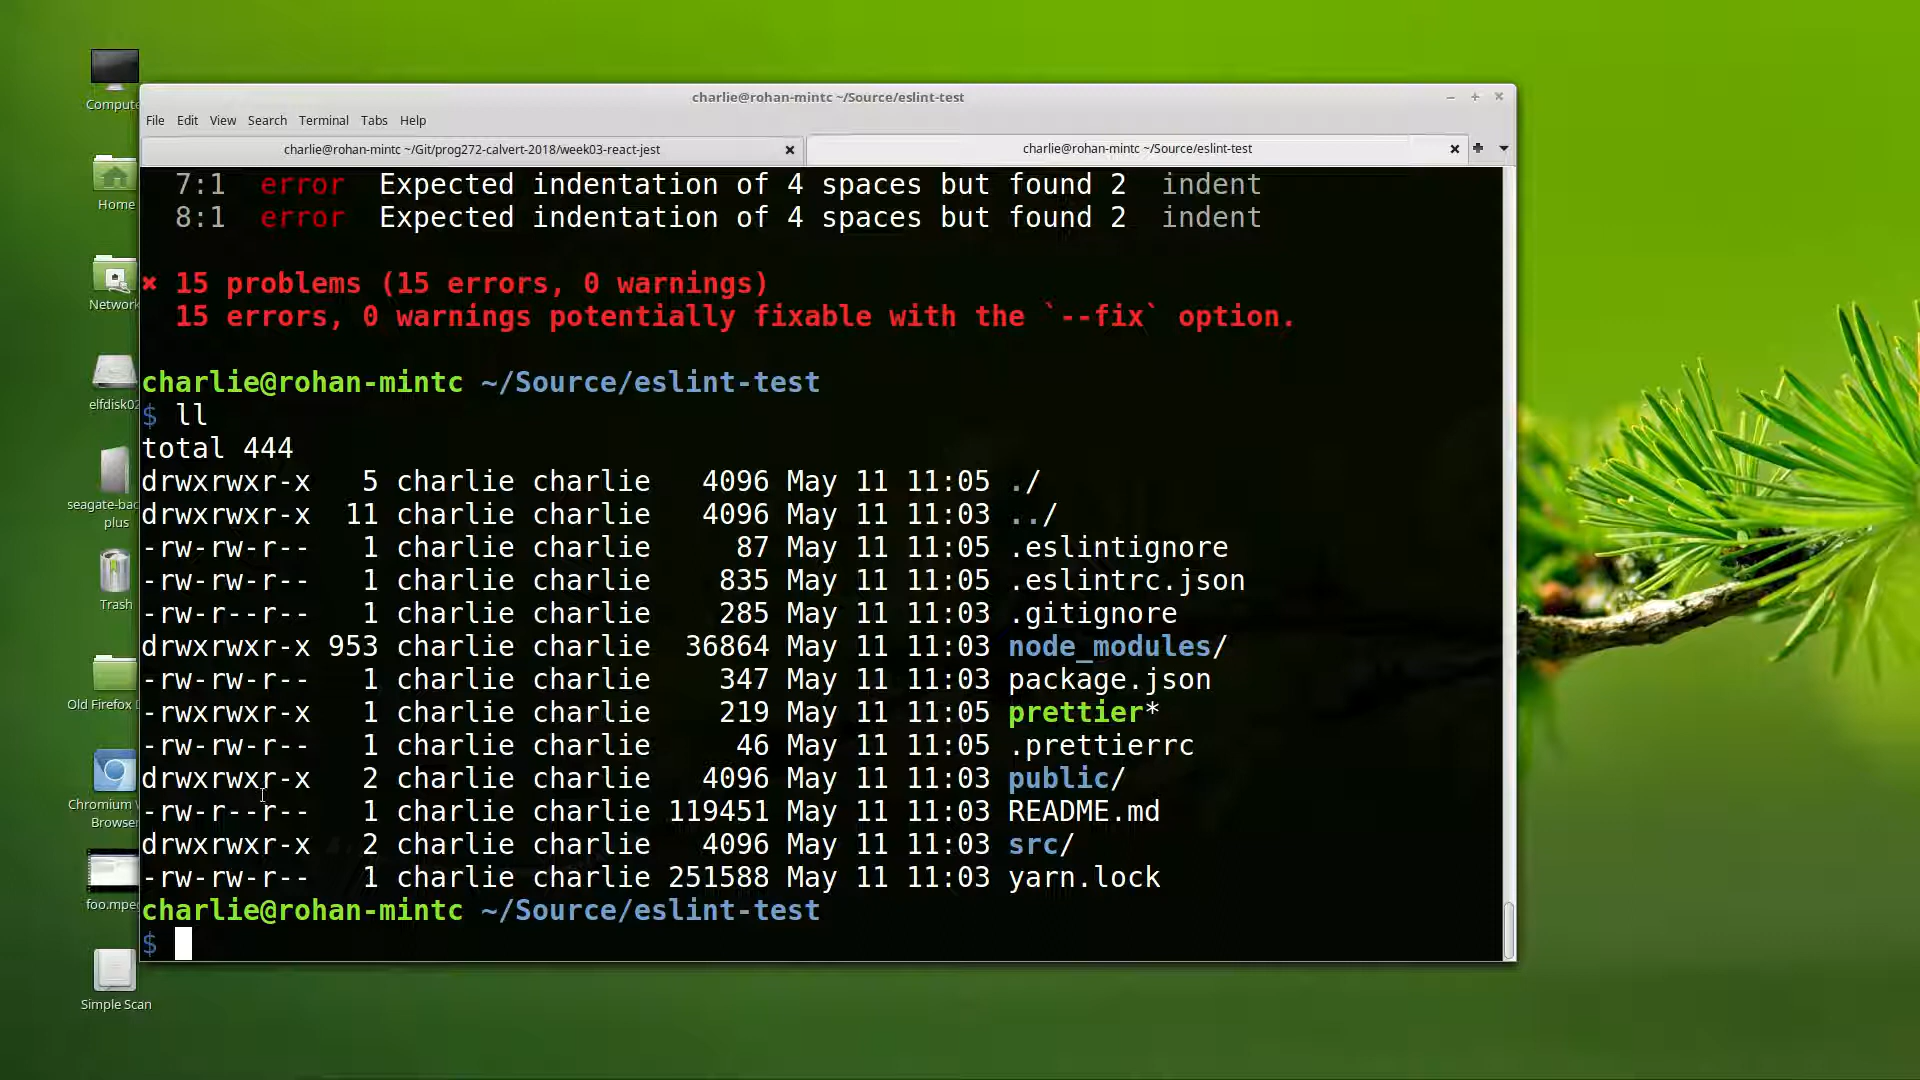 charlie@rohan-mintc ~/Source/eslint-test
File Edit View Search Terminal Tabs Help
charlie@rohan-mintc ~/Git/prog272-calvert-2018/week03-react-jest
charlie@rohan-mintc ~/Source/eslint-test
7:1 error Expected indentation of 4 spaces but found 2 indent
8:1 error Expected indentation of 4 spaces but found 2 indent
✖ 15 problems (15 errors, 0 warnings)
15 errors, 0 warnings potentially fixable with the `--fix` option.
charlie@rohan-mintc ~/Source/eslint-test
$ ll
total 444
drwxrwxr-x 5 charlie charlie 4096 May 11 11:05 ./
drwxrwxr-x 11 charlie charlie 4096 May 11 11:03 ../
-rw-rw-r-- 1 charlie charlie 87 May 11 11:05 .eslintignore
-rw-rw-r-- 1 charlie charlie 835 May 11 11:05 .eslintrc.json
-rw-r--r-- 1 charlie charlie 285 May 11 11:03 .gitignore
drwxrwxr-x 953 charlie charlie 36864 May 11 11:03 node_modules/
-rw-rw-r-- 1 charlie charlie 347 May 11 11:03 package.json
-rwxrwxr-x 1 charlie charlie 219 May 11 11:05 prettier*
-rw-rw-r-- 1 charlie charlie 46 May 11 11:05 .prettierrc
drwxrwxr-x 2 charlie charlie 4096 May 11 11:03 public/
-rw-r--r-- 1 charlie charlie 119451 May 11 11:03 README.md
drwxrwxr-x 2 charlie charlie 4096 May 11 11:03 src/
-rw-rw-r-- 1 charlie charlie 251588 May 11 11:03 yarn.lock
charlie@rohan-mintc ~/Source/eslint-test
$
Compute
Home
Network
elfdisk02
seagate-bac
plus
Trash
Old Firefox
Chromium
Browser
foo.mpe
Simple Scan